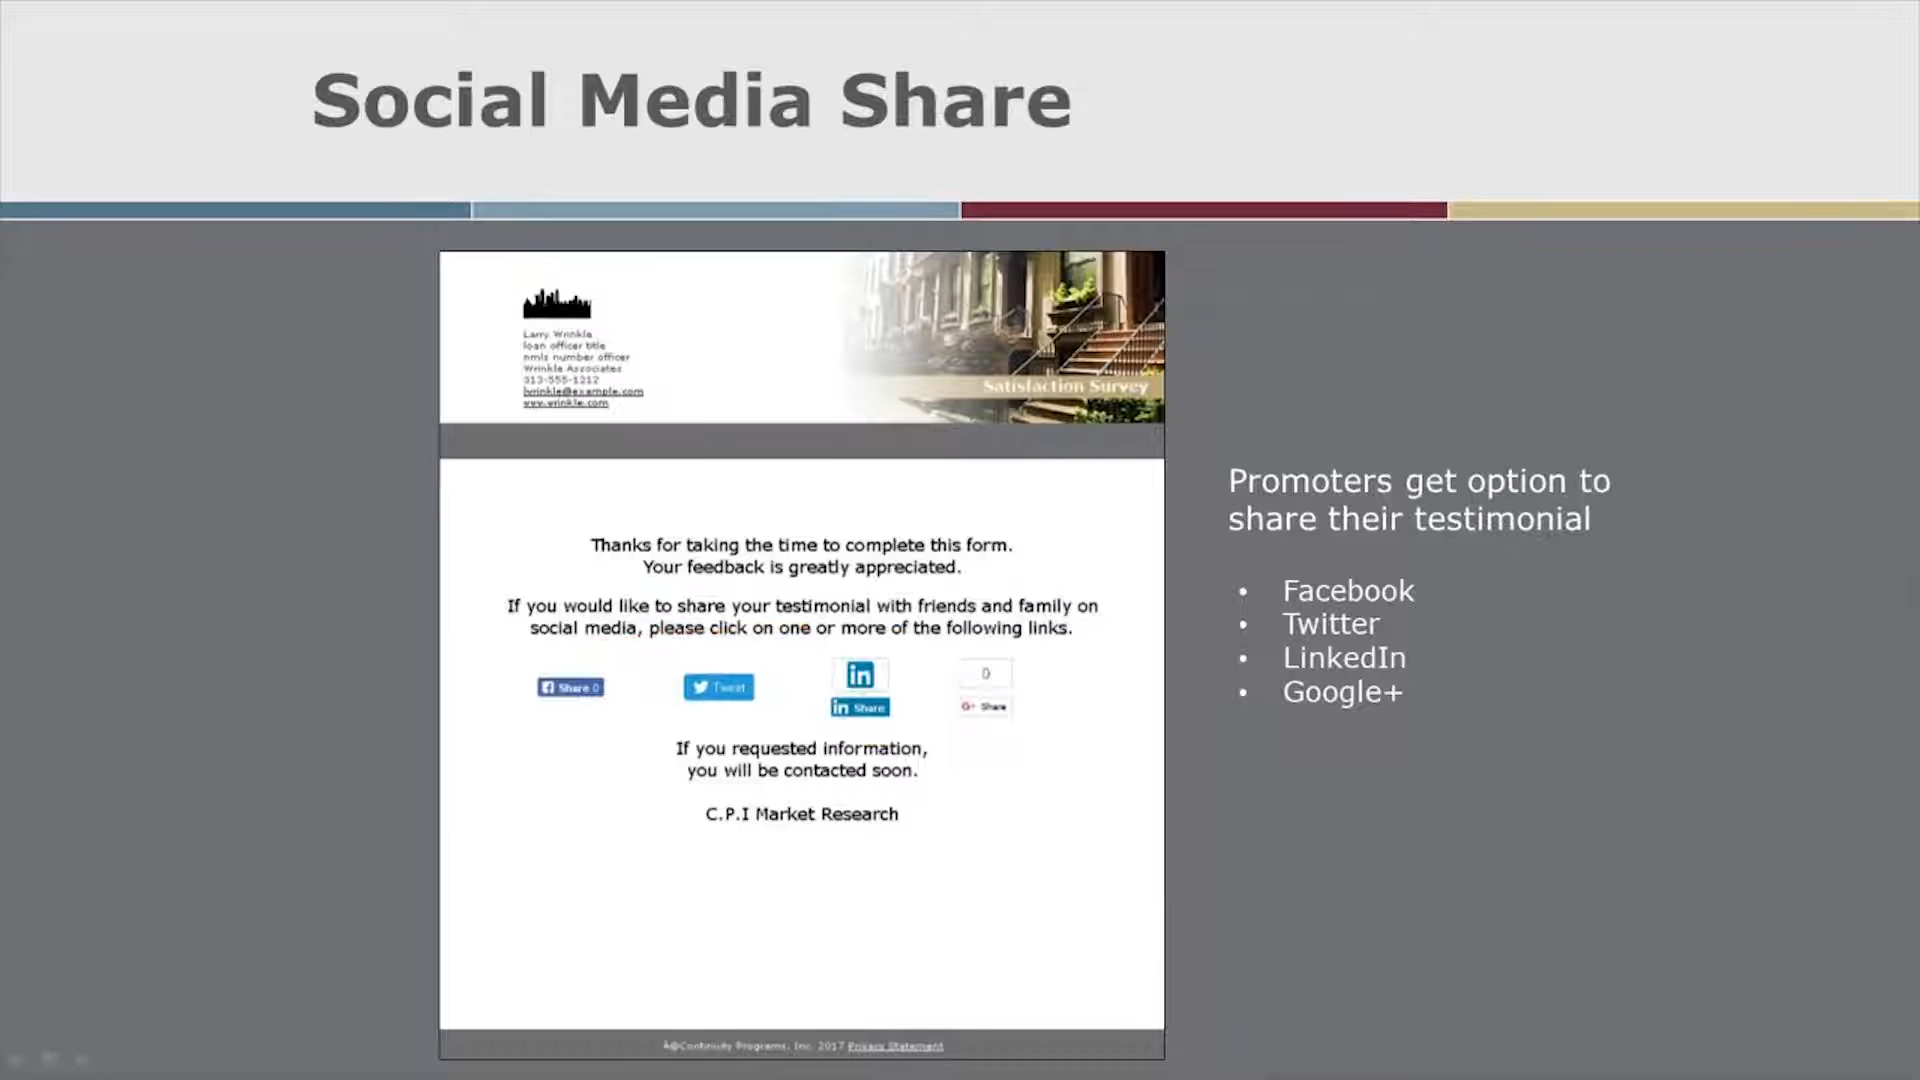 Social Media Share
Larry Wrinkle
loan officer title
nmls number officer
Wrinkle Associates
313-555-1212
lwrinkle@example.com
www.wrinkle.com
Satisfaction Survey
Thanks for taking the time to complete this form.
Your feedback is greatly appreciated.
If you would like to share your testimonial with friends and family on
social media, please click on one or more of the following links.
Share 0
Tweet
in
in Share
0
G+ Share
If you requested information,
you will be contacted soon.
C.P.I Market Research
Â©Continuity Programs, Inc. 2017 Privacy Statement
Promoters get option to
share their testimonial
• Facebook
• Twitter
• LinkedIn
• Google+